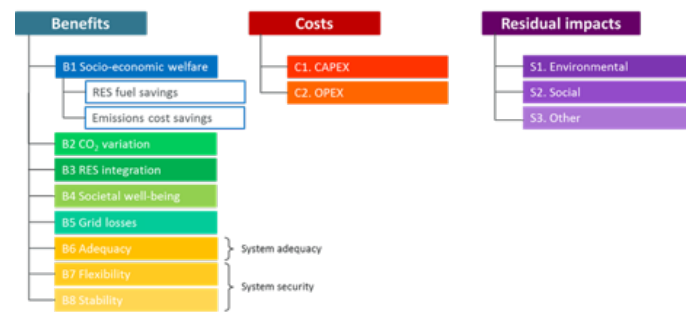 Benefits
B1 Socio-economic welfare
RES fuel savings
Emissions cost savings
B2 CO₂ variation
B3 RES integration
B4 Societal well-being
B5 Grid losses
B6 Adequacy
System adequacy
B7 Flexibility
B8 Stability
System security
Costs
C1. CAPEX
C2. OPEX
Residual impacts
S1. Environmental
S2. Social
S3. Other